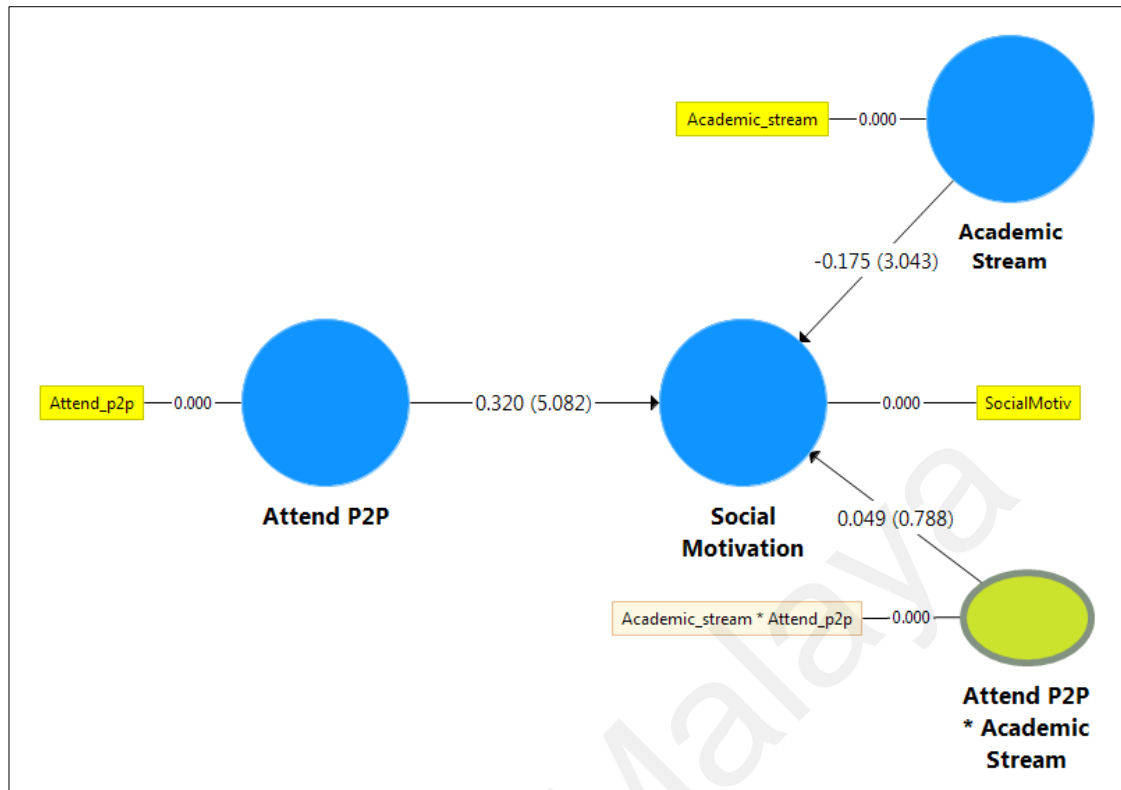 Academic_stream
0.000
Academic
Stream
-0.175 (3.043)
Attend_p2p
0.000
0.320 (5.082)
0.000
SocialMotiv
Attend P2P
Social
Motivation
0.049 (0.788)
Academic_stream * Attend_p2p
0.000
Attend P2P
* Academic
Stream
Malaya